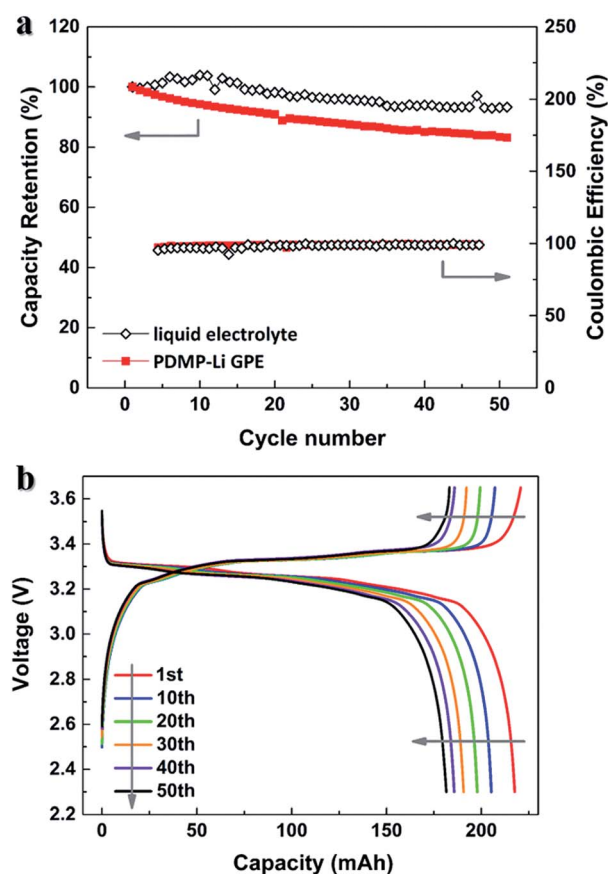 a
120
100
80
60
40
20
0
Capacity Retention (%)
250
200
150
100
50
0
Coulombic Efficiency (%)
liquid electrolyte
PDMP-Li GPE
0 10 20 30 40 50
Cycle number
b
3.6
3.4
3.2
3.0
2.8
2.6
2.4
2.2
Voltage (V)
1st
10th
20th
30th
40th
50th
0 50 100 150 200
Capacity (mAh)